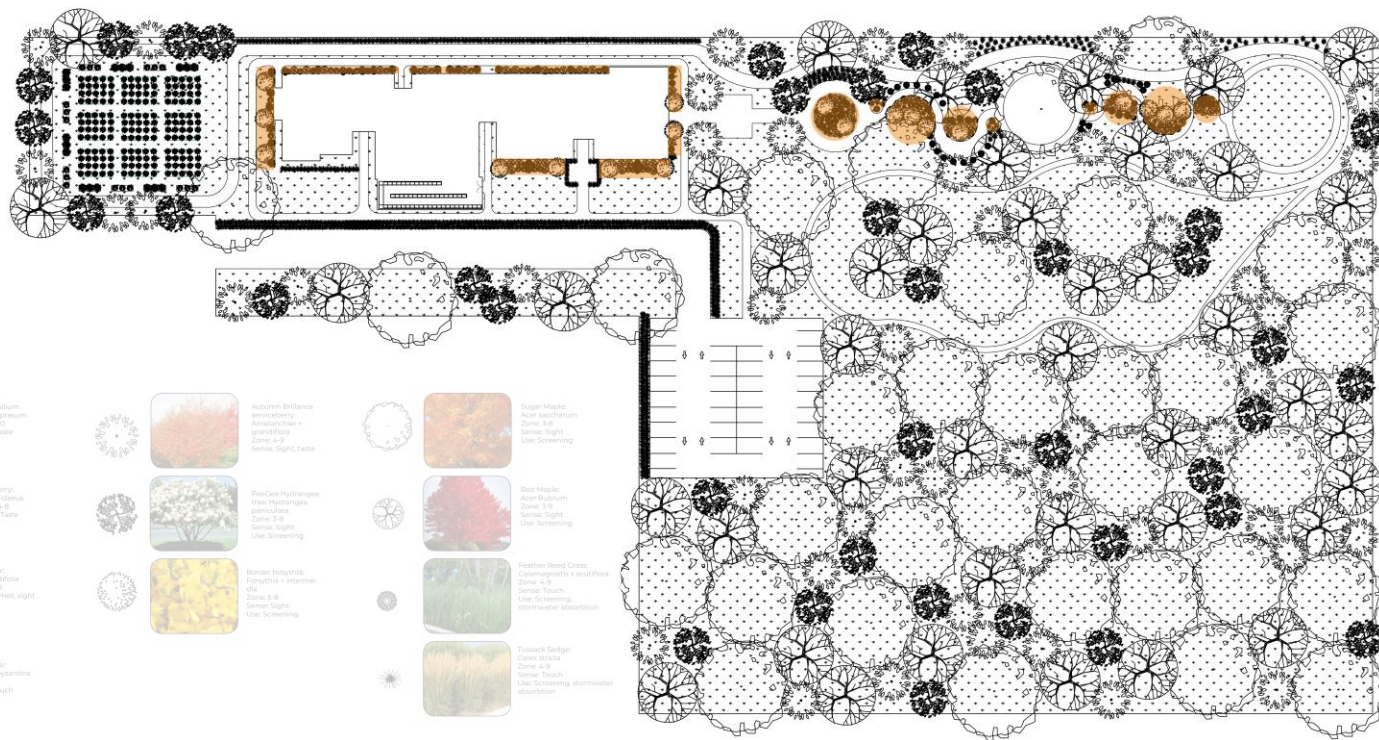 Autumn Brilliance
serviceberry:
Amelanchier ×
grandiflora
Zone: 4-9
Sense: Sight, taste
PeeGee Hydrangea
tree: Hydrangea
paniculata
Zone: 3-8
Sense: Sight
Use: Screening
Border forsythia:
Forsythia × interme-
dia
Zone: 5-8
Sense: Sight
Use: Screening
Sugar Maple:
Acer saccharum
Zone: 3-8
Sense: Sight
Use: Screening
Red Maple:
Acer Rubrum
Zone: 3-9
Sense: Sight
Use: Screening
Feather Reed Grass:
Zone: 4-9
Sense: Touch
Use: Screening,
stormwater absorbtion
Tussock Sedge:
Carex stricta
Zone: 4-9
Sense: Touch
Use: Screening, stormwater
absorbtion